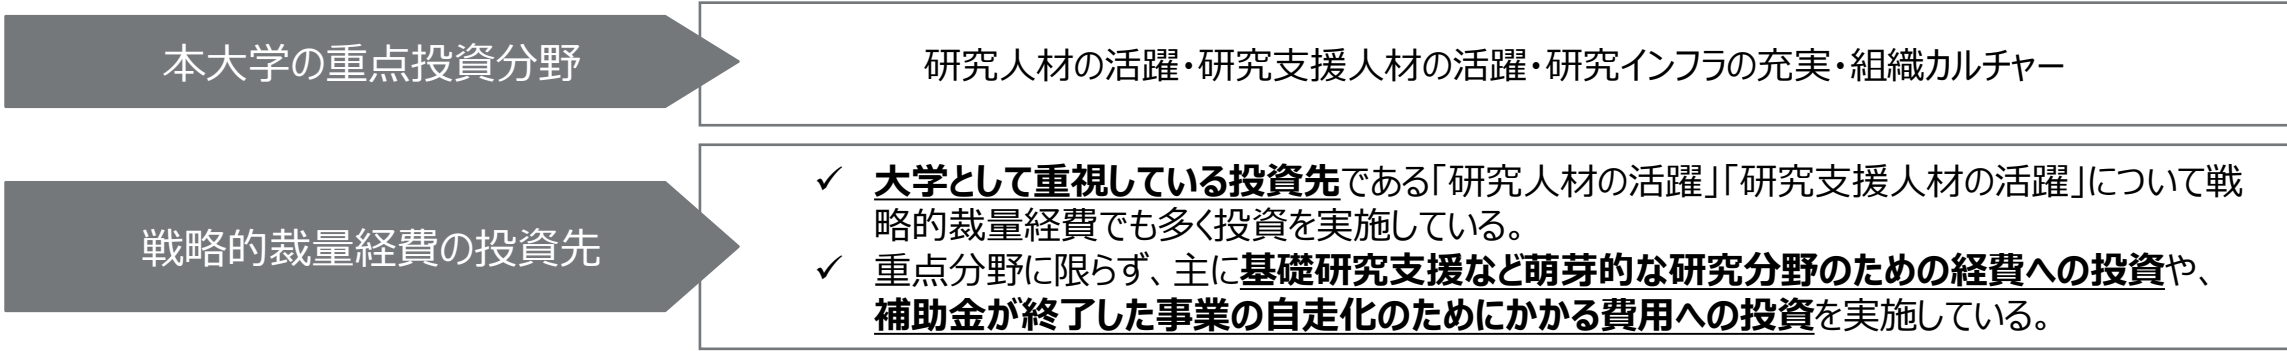 本大学の重点投資分野
研究人材の活躍・研究支援人材の活躍・研究インフラの充実・組織カルチャー
戦略的裁量経費の投資先
✓ 大学として重視している投資先である「研究人材の活躍」「研究支援人材の活躍」について戦
略的裁量経費でも多く投資を実施している。
✓ 重点分野に限らず、主に基礎研究支援など萌芽的な研究分野のための経費への投資や、
補助金が終了した事業の自走化のためにかかる費用への投資を実施している。